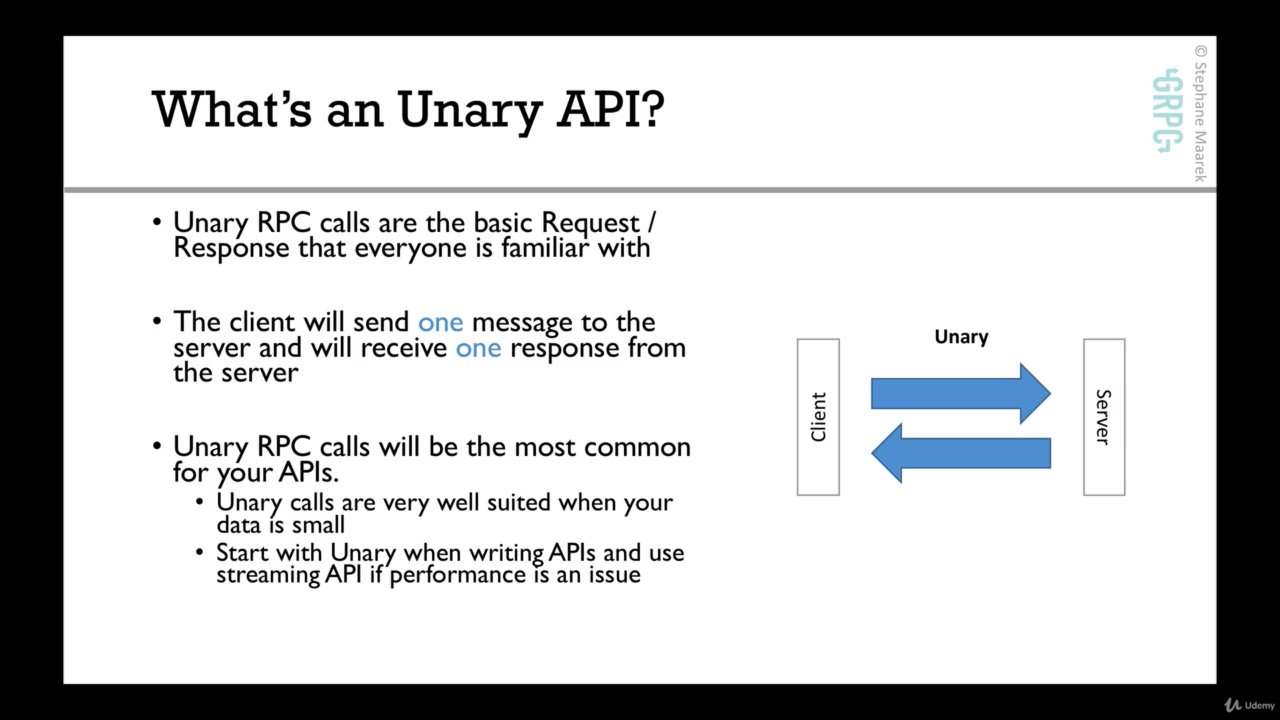 What's an Unary API?
GRPG
© Stephane Maarek
• Unary RPC calls are the basic Request /
Response that everyone is familiar with
• The client will send one message to the
server and will receive one response from
the server
• Unary RPC calls will be the most common
for your APIs.
• Unary calls are very well suited when your
data is small
• Start with Unary when writing APIs and use
streaming API if performance is an issue
Unary
Client
Server
Udemy